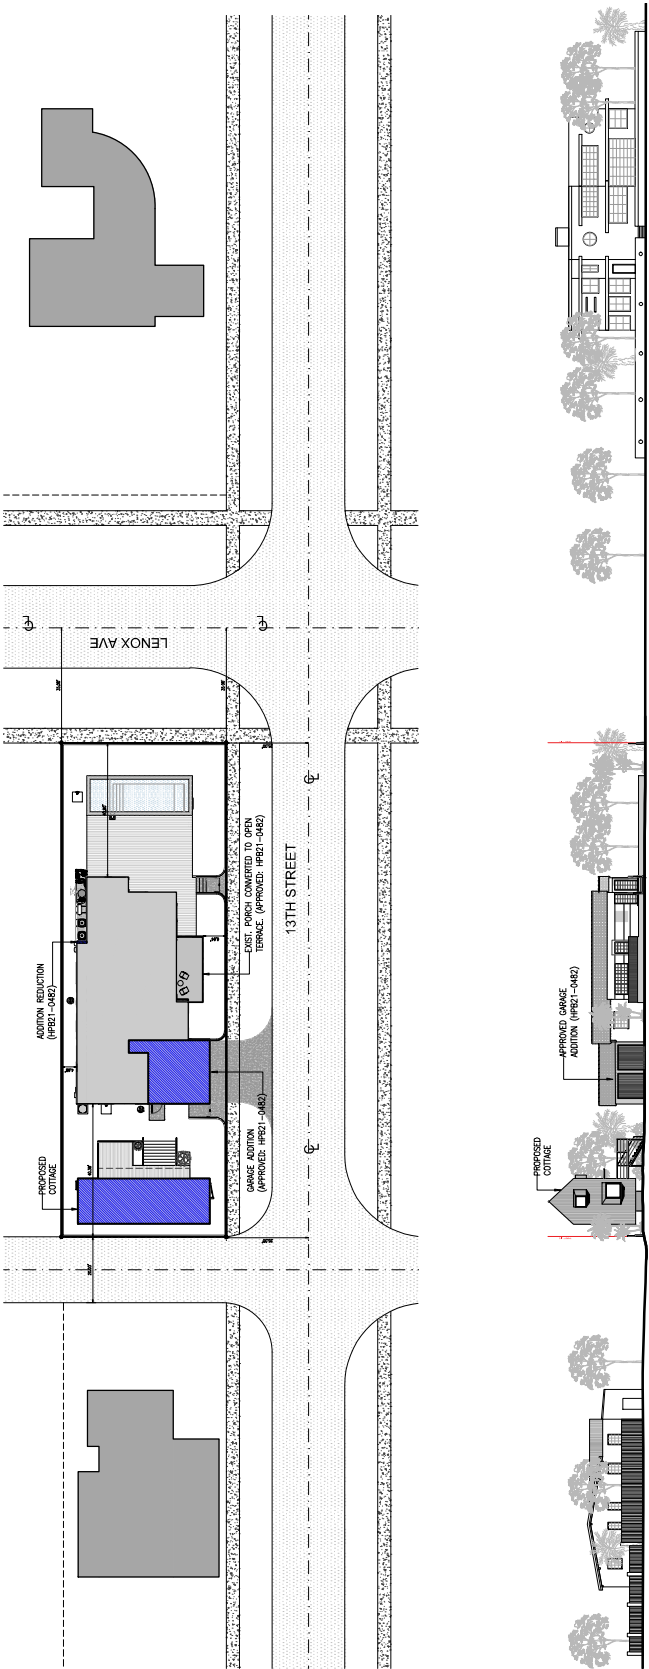 LENOX AVE
13TH STREET
EXIST. PORCH CONVERTED TO OPEN
TERRACE. (APPROVED: HPB21-0482)
ADDITION REDUCTION
(HPB21-0482)
GARAGE ADDITION
(APPROVED: HPB21-0482)
PROPOSED
COTTAGE
APPROVED GARAGE
ADDITION (HPB21-0482)
PROPOSED
COTTAGE